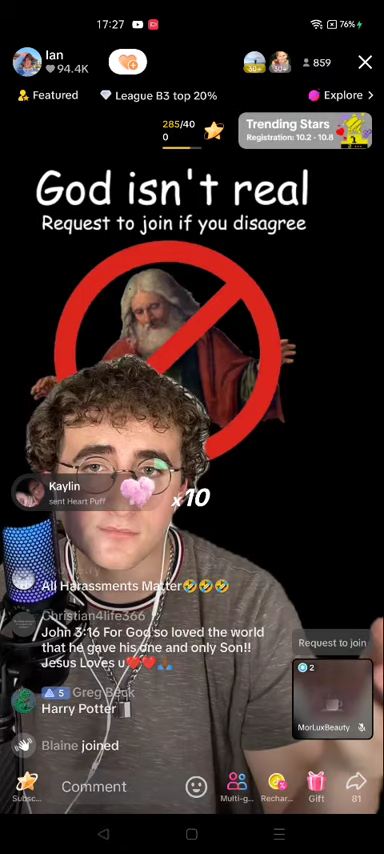 17:27
76%
Ian
94.4K
30+
30+
859
Featured
League B3 top 20%
Explore >
285/40
0
Trending Stars
Registration: 10.2 - 10.8
God isn't real
Request to join if you disagree
Kaylin
sent Heart Puff
x10
All Harassments Matter🤣🤣🤣
Christian4life366
John 3:16 For God so loved the world
that he gave his one and only Son!!
Jesus Loves u❤️❤️🙏🏾
5 Greg Beck
Harry Potter
Blaine joined
Request to join
2
MorLuxBeauty
Comment
Subsc...
Multi-g...
Rechar...
Gift
81